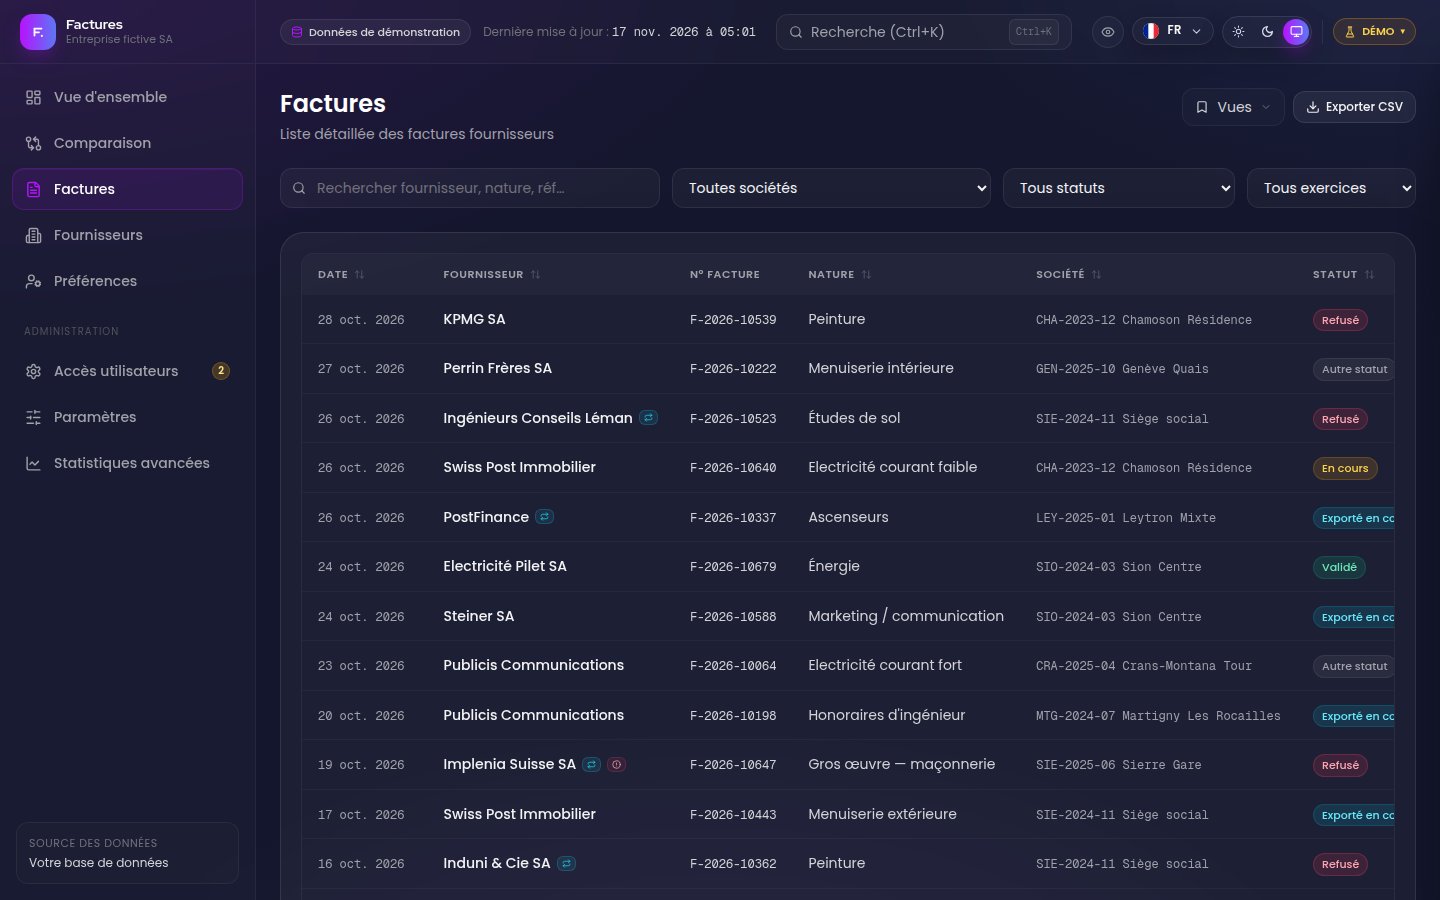 F.
Factures
Entreprise fictive SA
Données de démonstration
Dernière mise à jour : 17 nov. 2026 à 05:01
Recherche (Ctrl+K)
Ctrl+K
FR
DÉMO
Vue d'ensemble
Comparaison
Factures
Fournisseurs
Préférences
ADMINISTRATION
Accès utilisateurs 2
Paramètres
Statistiques avancées
SOURCE DES DONNÉES
Votre base de données
Factures
Liste détaillée des factures fournisseurs
Vues
Exporter CSV
Rechercher fournisseur, nature, réf...
Toutes sociétés
Tous statuts
Tous exercices
DATE FOURNISSEUR N° FACTURE NATURE SOCIÉTÉ STATUT
28 oct. 2026 KPMG SA F-2026-10539 Peinture CHA-2023-12 Chamoson Résidence Refusé
27 oct. 2026 Perrin Frères SA F-2026-10222 Menuiserie intérieure GEN-2025-10 Genève Quais Autre statut
26 oct. 2026 Ingénieurs Conseils Léman F-2026-10523 Études de sol SIE-2024-11 Siège social Refusé
26 oct. 2026 Swiss Post Immobilier F-2026-10640 Electricité courant faible CHA-2023-12 Chamoson Résidence En cours
26 oct. 2026 PostFinance F-2026-10337 Ascenseurs LEY-2025-01 Leytron Mixte Exporté en co
24 oct. 2026 Electricité Pilet SA F-2026-10679 Énergie SIO-2024-03 Sion Centre Validé
24 oct. 2026 Steiner SA F-2026-10588 Marketing / communication SIO-2024-03 Sion Centre Exporté en co
23 oct. 2026 Publicis Communications F-2026-10064 Electricité courant fort CRA-2025-04 Crans-Montana Tour Autre statut
20 oct. 2026 Publicis Communications F-2026-10198 Honoraires d'ingénieur MTG-2024-07 Martigny Les Rocailles Exporté en co
19 oct. 2026 Implenia Suisse SA F-2026-10647 Gros œuvre — maçonnerie SIE-2025-06 Sierre Gare Refusé
17 oct. 2026 Swiss Post Immobilier F-2026-10443 Menuiserie extérieure SIE-2024-11 Siège social Exporté en co
16 oct. 2026 Induni & Cie SA F-2026-10362 Peinture SIE-2024-11 Siège social Refusé